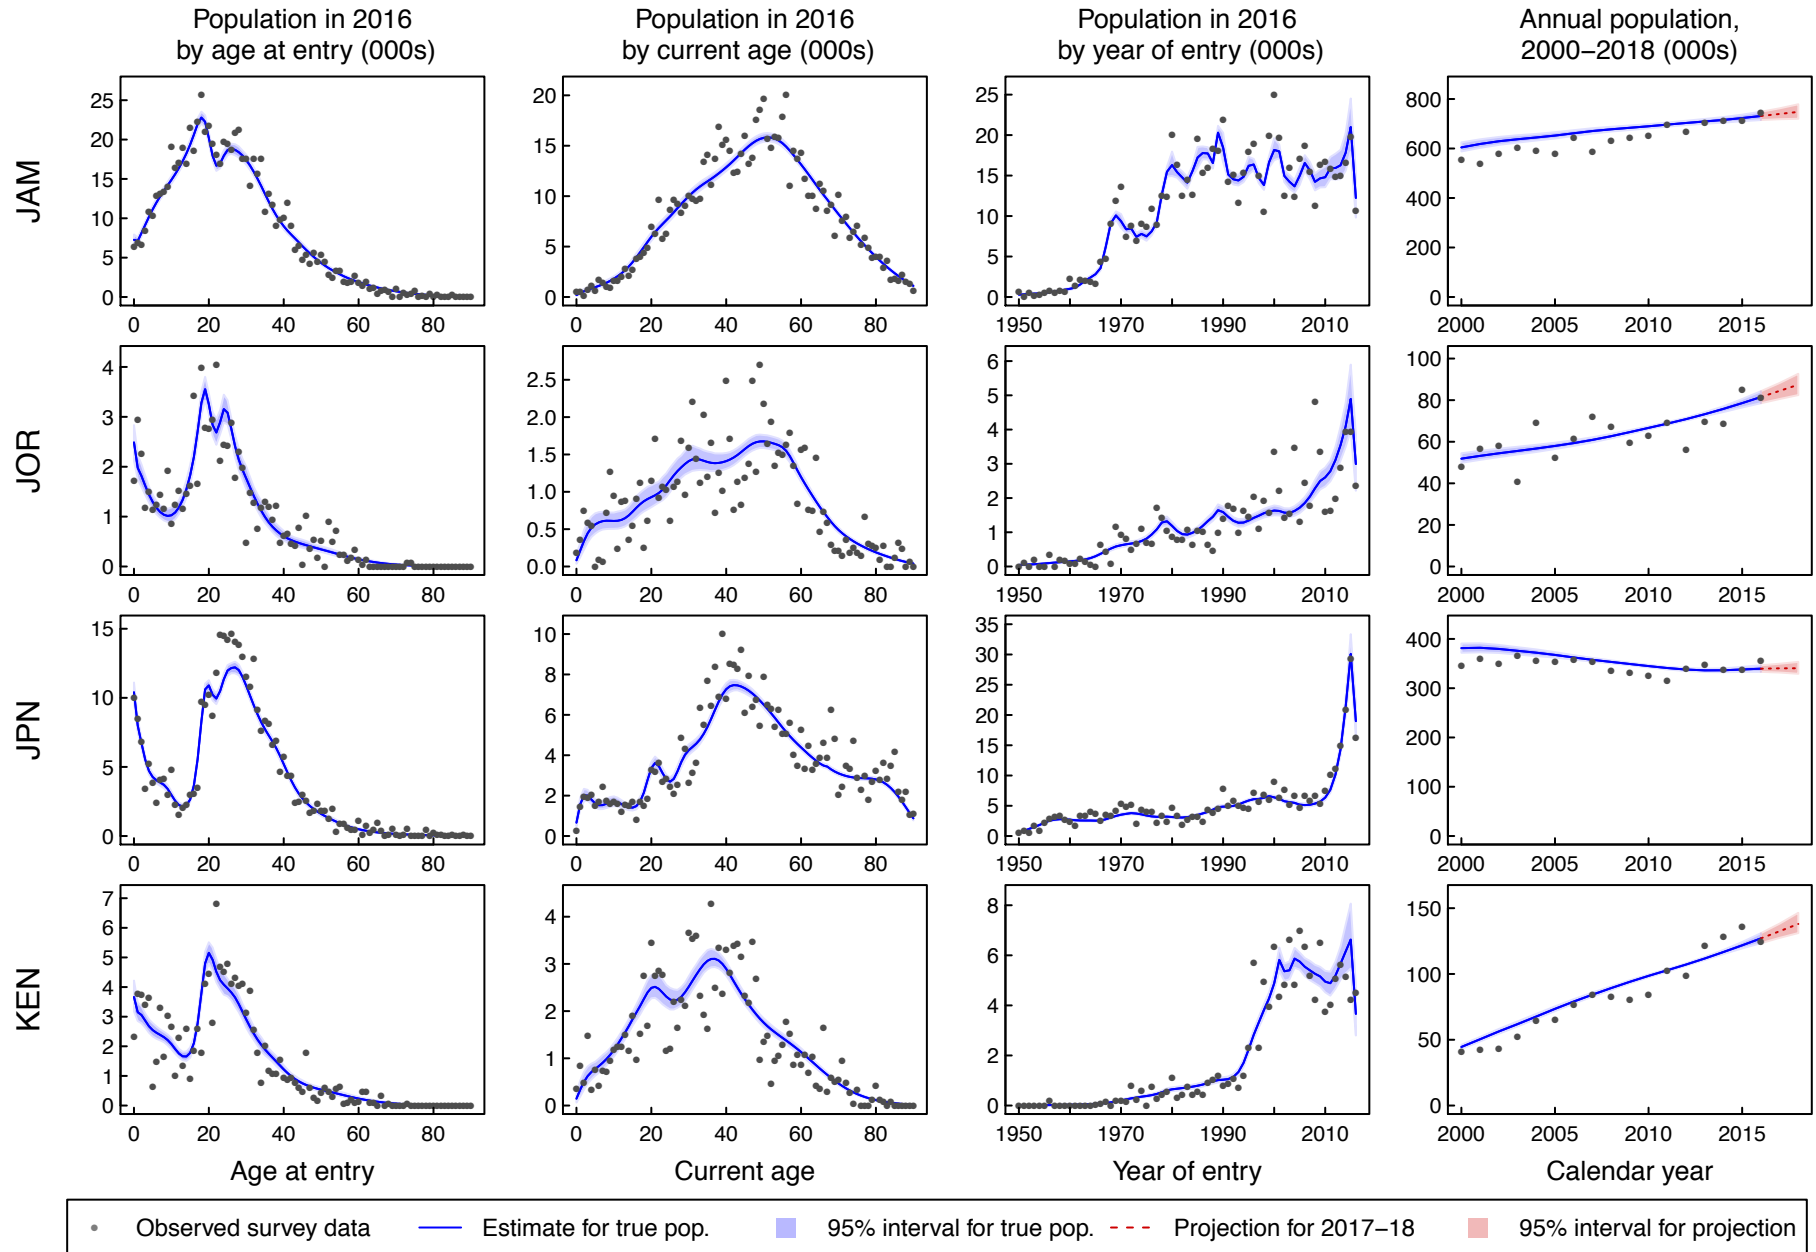 Population in 2016
by age at entry (000s)
Population in 2016
by current age (000s)
Population in 2016
by year of entry (000s)
Annual population,
2000−2018 (000s)
JAM
0 5 10 15 20 25
0 20 40 60 80
0 5 10 15 20
0 20 40 60 80
0 5 10 15 20 25
1950 1970 1990 2010
0 200 400 600 800
2000 2005 2010 2015
JOR
0 1 2 3 4
0 20 40 60 80
0.0 0.5 1.0 1.5 2.0 2.5
0 20 40 60 80
0 1 2 3 4 5 6
1950 1970 1990 2010
0 20 40 60 80 100
2000 2005 2010 2015
JPN
0 5 10 15
0 20 40 60 80
0 2 4 6 8 10
0 20 40 60 80
0 5 10 15 20 25 30 35
1950 1970 1990 2010
0 100 200 300 400
2000 2005 2010 2015
KEN
0 1 2 3 4 5 6 7
0 20 40 60 80
0 1 2 3 4
0 20 40 60 80
0 2 4 6 8
1950 1970 1990 2010
0 50 100 150
2000 2005 2010 2015
Age at entry
Current age
Year of entry
Calendar year
Observed survey data
Estimate for true pop.
95% interval for true pop.
Projection for 2017−18
95% interval for projection